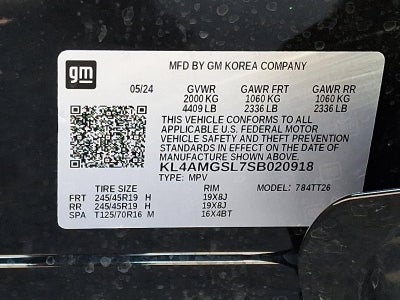 gm
MFD BY GM KOREA COMPANY
05/24 GVWR GAWR FRT GAWR RR
2000 KG 1060 KG 1060 KG
4409 LB 2336 LB 2336 LB
THIS VEHICLE CONFORMS TO ALL
APPLICABLE U.S. FEDERAL MOTOR
VEHICLE SAFETY AND THEFT PREVENTION
STANDARDS IN EFFECT ON THE DATE
OF MANUFACTURE SHOWN ABOVE.
KL4AMGSL7SB020918
TYPE: MPV
TIRE SIZE RIM MODEL: 784TT26
FRT 245/45R19 H 19X8J
RR 245/45R19 H 19X8J
SPA T125/70R16 M 16X4BT